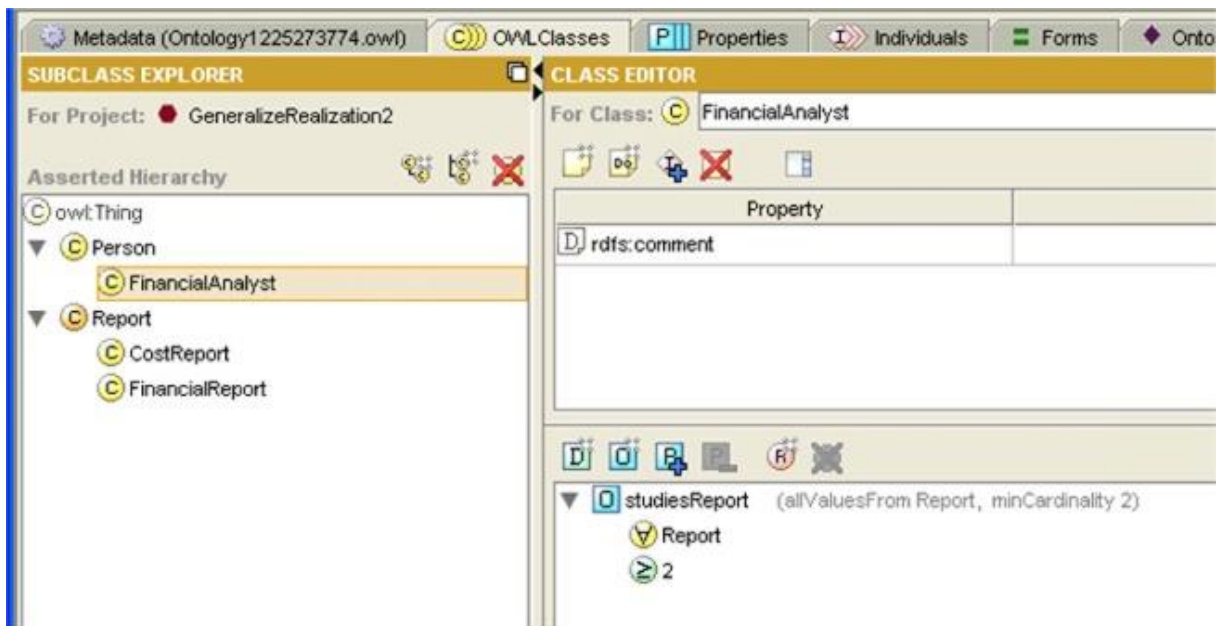 Metadata (Ontology1225273774.owl)
OWLClasses
Properties
Individuals
Forms
Onto
SUBCLASS EXPLORER
For Project: GeneralizeRealization2
Asserted Hierarchy
owl:Thing
Person
FinancialAnalyst
Report
CostReport
FinancialReport
CLASS EDITOR
For Class: FinancialAnalyst
Property
rdfs:comment
studiesReport (allValuesFrom Report, minCardinality 2)
Report
2